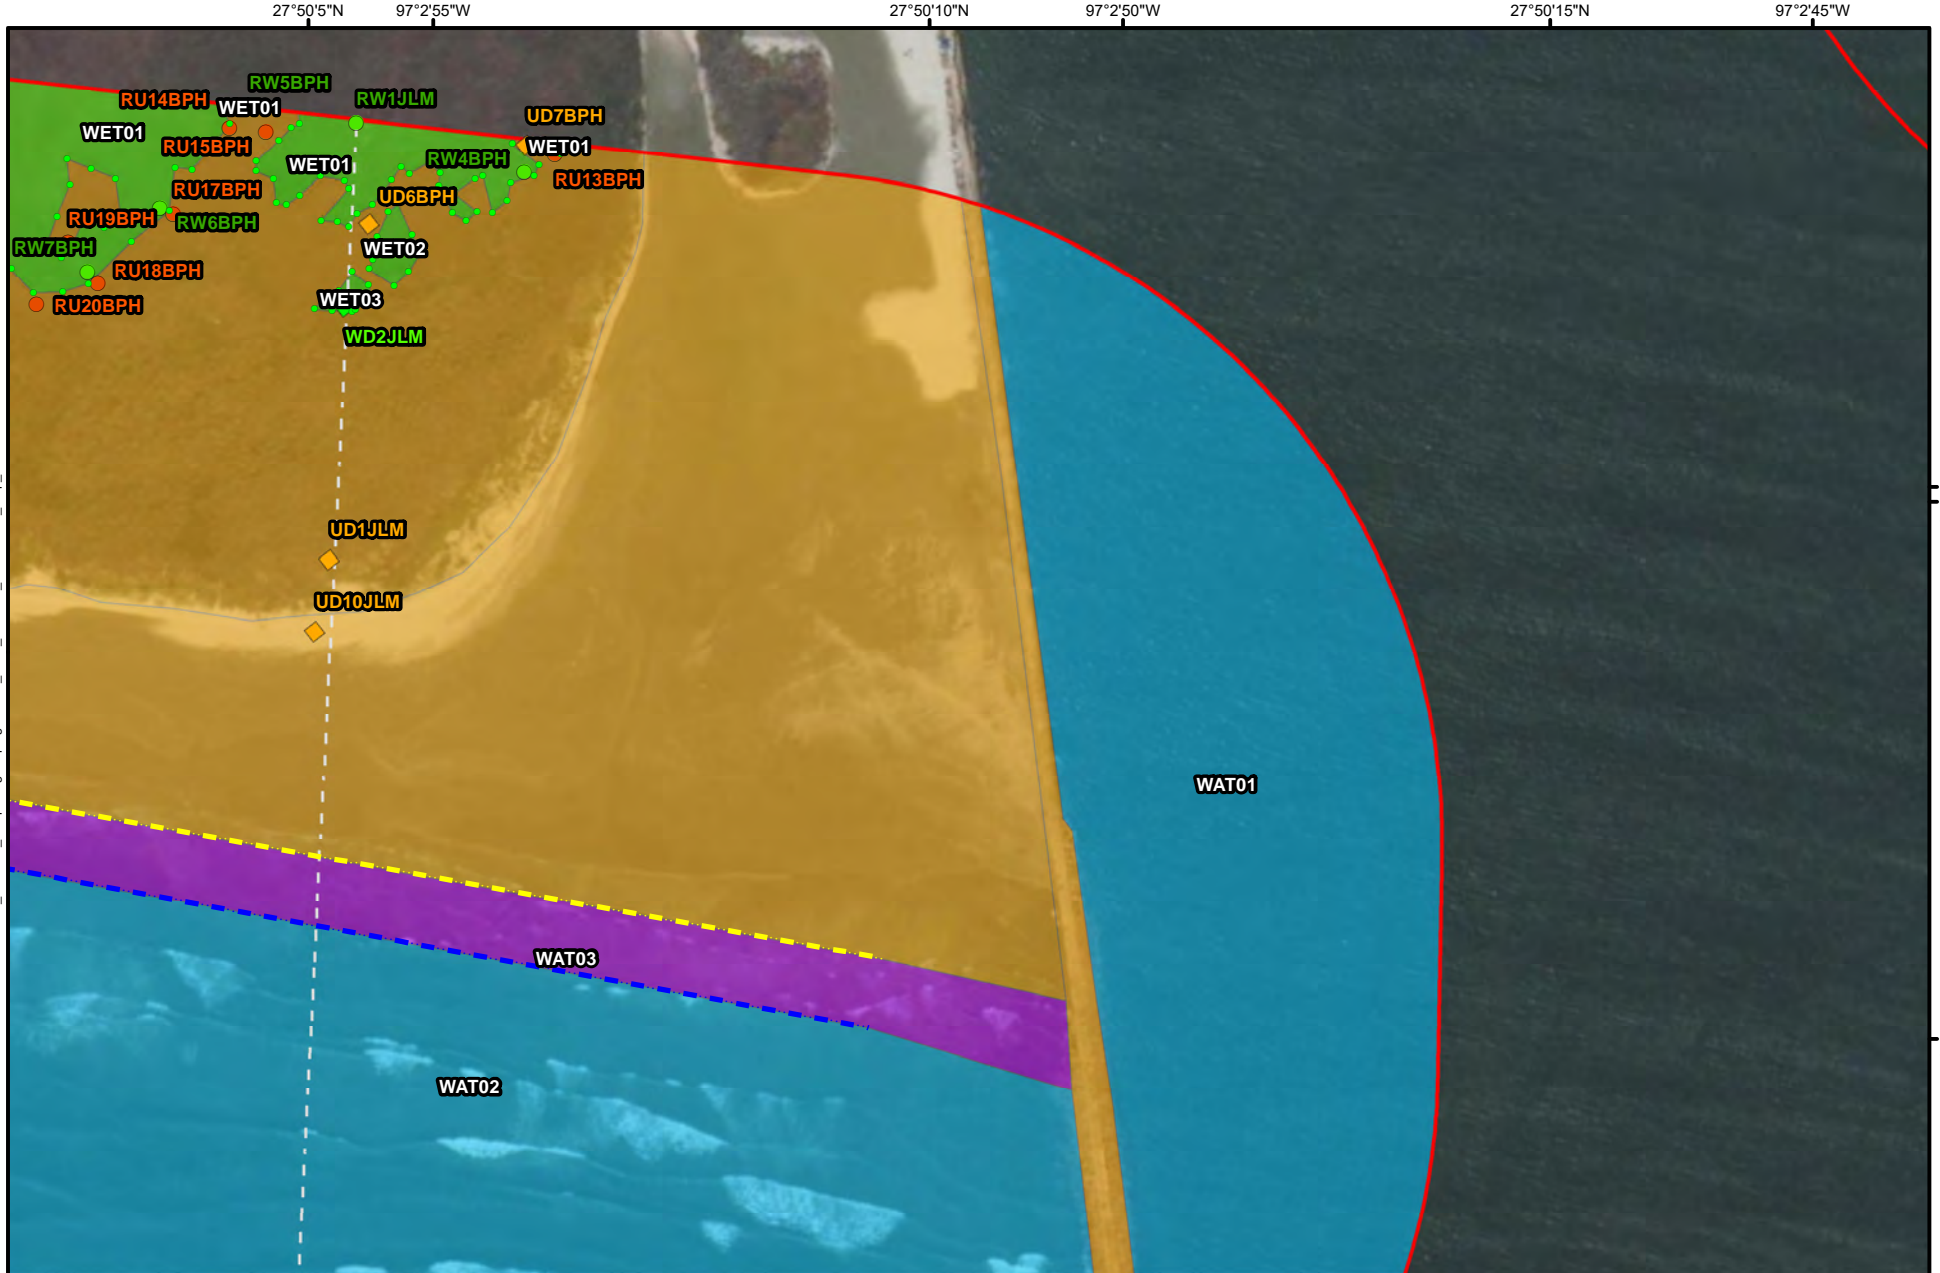 27°50'5"N 97°2'55"W 27°50'10"N 97°2'50"W 27°50'15"N 97°2'45"W
RW5BPH
RU14BPH WET01 RW1JLM
UD7BPH
WET01
RU15BPH WET01 RW4BPH WET01
RU17BPH UD6BPH RU13BPH
RU19BPH RW6BPH
RW7BPH WET02
RU18BPH
RU20BPH WET03
WD2JLM
UD1JLM
UD10JLM
WAT01
WAT03
WAT02